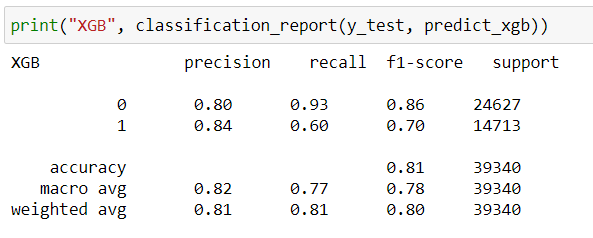 print("XGB", classification_report(y_test, predict_xgb))
XGB precision recall f1-score support
0 0.80 0.93 0.86 24627
1 0.84 0.60 0.70 14713
accuracy 0.81 39340
macro avg 0.82 0.77 0.78 39340
weighted avg 0.81 0.81 0.80 39340